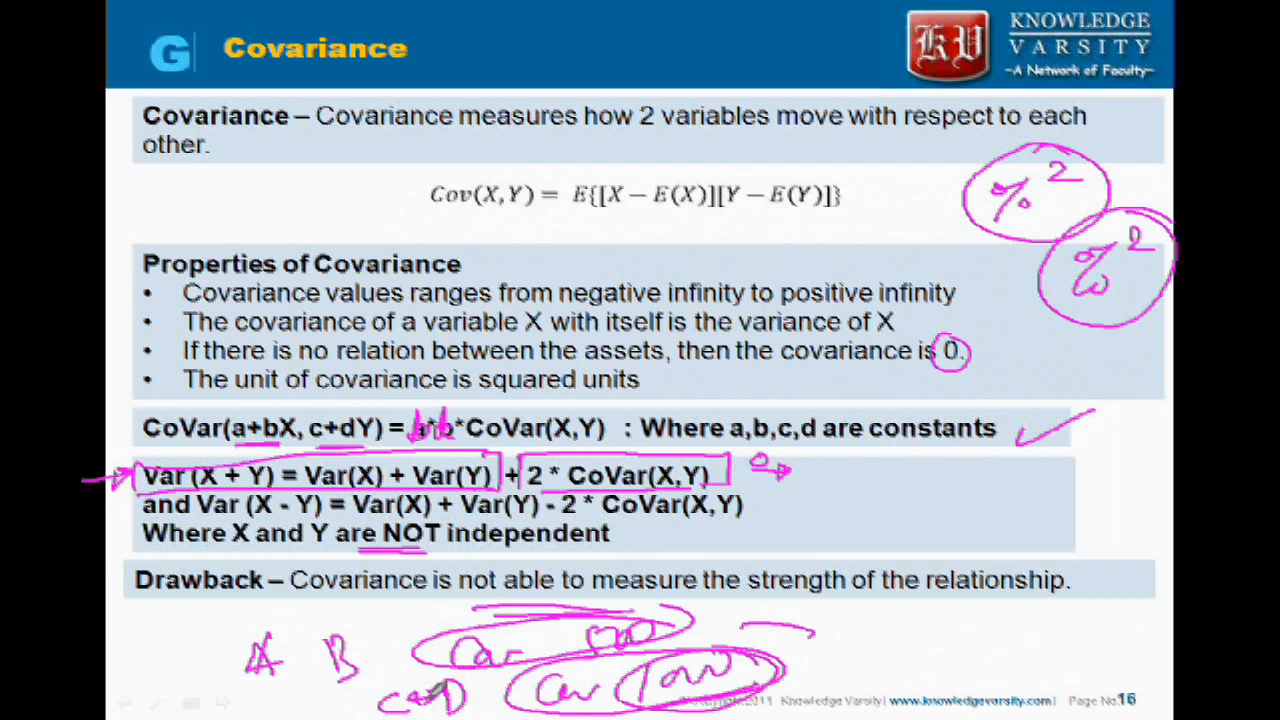 G Covariance
KV KNOWLEDGE
VARSITY
~A Network of Faculty~
Covariance – Covariance measures how 2 variables move with respect to each
other.
Cov(X,Y) = E{[X − E(X)][Y − E(Y)]}
%²
%²
Properties of Covariance
• Covariance values ranges from negative infinity to positive infinity
• The covariance of a variable X with itself is the variance of X
• If there is no relation between the assets, then the covariance is 0.
• The unit of covariance is squared units
CoVar(a+bX, c+dY) = *CoVar(X,Y) : Where a,b,c,d are constants
Var (X + Y) = Var(X) + Var(Y) + 2 * CoVar(X,Y)
and Var (X - Y) = Var(X) + Var(Y) - 2 * CoVar(X,Y)
Where X and Y are NOT independent
Drawback – Covariance is not able to measure the strength of the relationship.
A B
2011 Knowledge Varsity | www.knowledgevarsity.com | Page No. 16